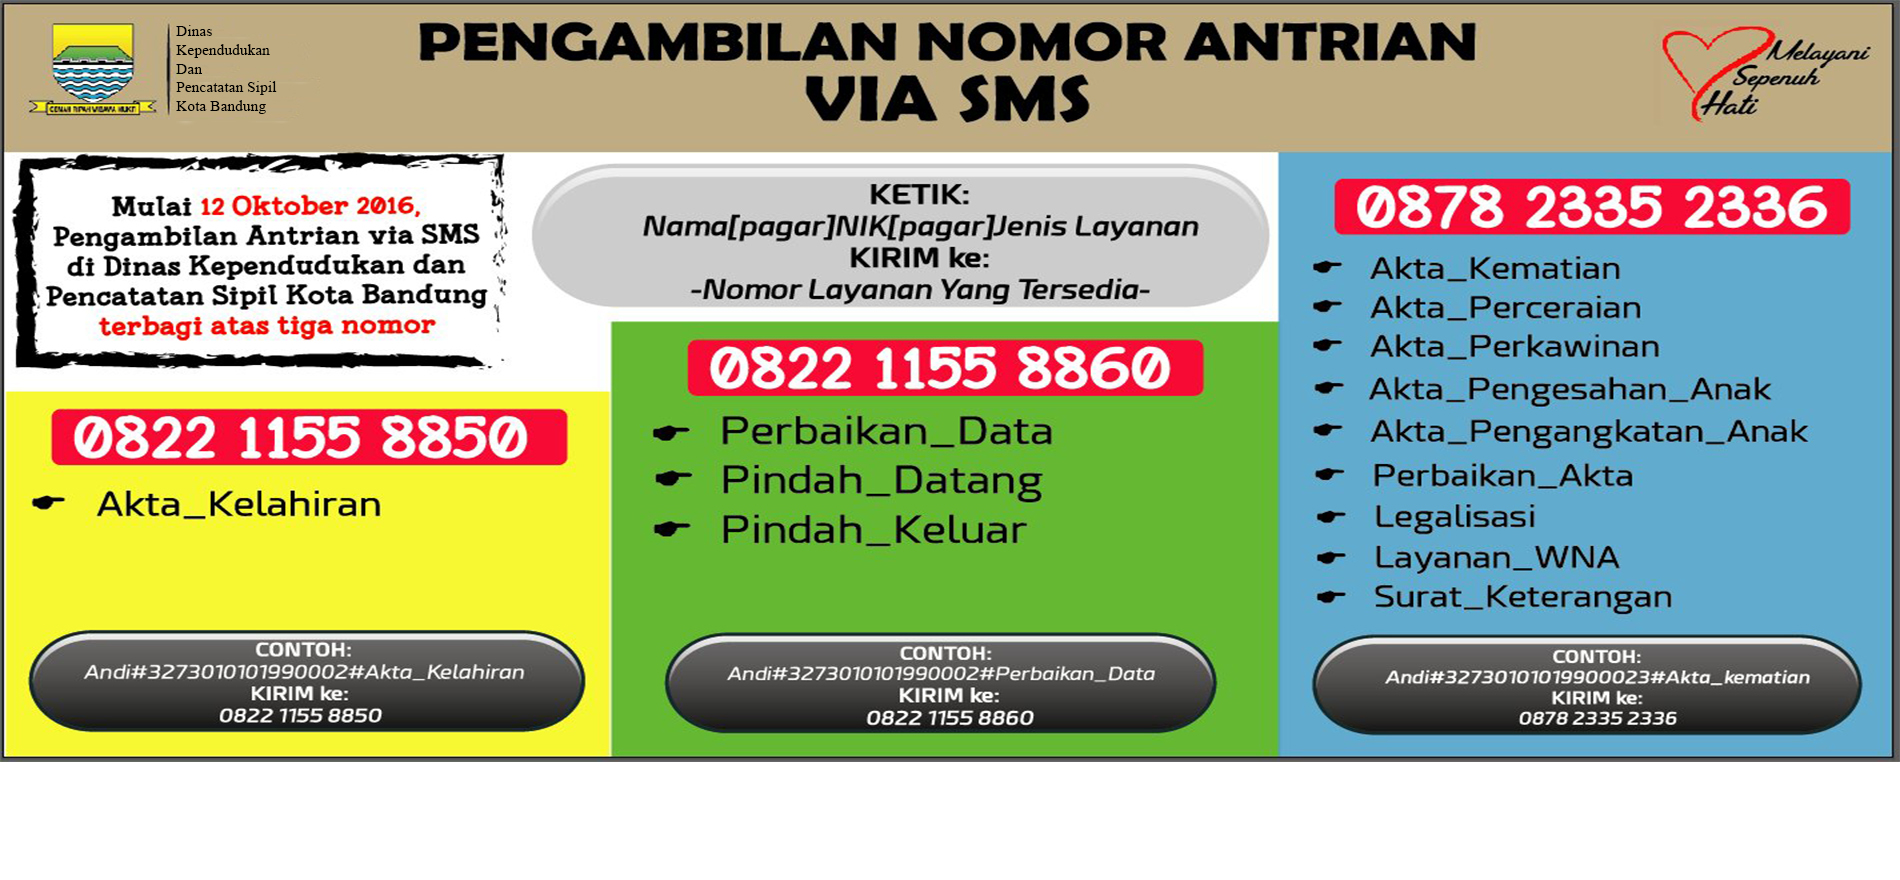 Dinas
Kependudukan
Dan
Pencatatan Sipil
Kota Bandung
PENGAMBILAN NOMOR ANTRIAN
VIA SMS
Melayani
Sepenuh
Hati
Mulai 12 Oktober 2016,
Pengambilan Antrian via SMS
di Dinas Kependudukan dan
Pencatatan Sipil Kota Bandung
terbagi atas tiga nomor
KETIK:
Nama[pagar]NIK[pagar]Jenis Layanan
KIRIM ke:
-Nomor Layanan Yang Tersedia-
0822 1155 8850
Akta_Kelahiran
CONTOH:
Andi#3273010101990002#Akta_Kelahiran
KIRIM ke:
0822 1155 8850
0822 1155 8860
Perbaikan_Data
Pindah_Datang
Pindah_Keluar
CONTOH:
Andi#3273010101990002#Perbaikan_Data
KIRIM ke:
0822 1155 8860
0878 2335 2336
Akta_Kematian
Akta_Perceraian
Akta_Perkawinan
Akta_Pengesahan_Anak
Akta_Pengangkatan_Anak
Perbaikan_Akta
Legalisasi
Layanan_WNA
Surat_Keterangan
CONTOH:
Andi#32730101019900023#Akta_kematian
KIRIM ke:
0878 2335 2336